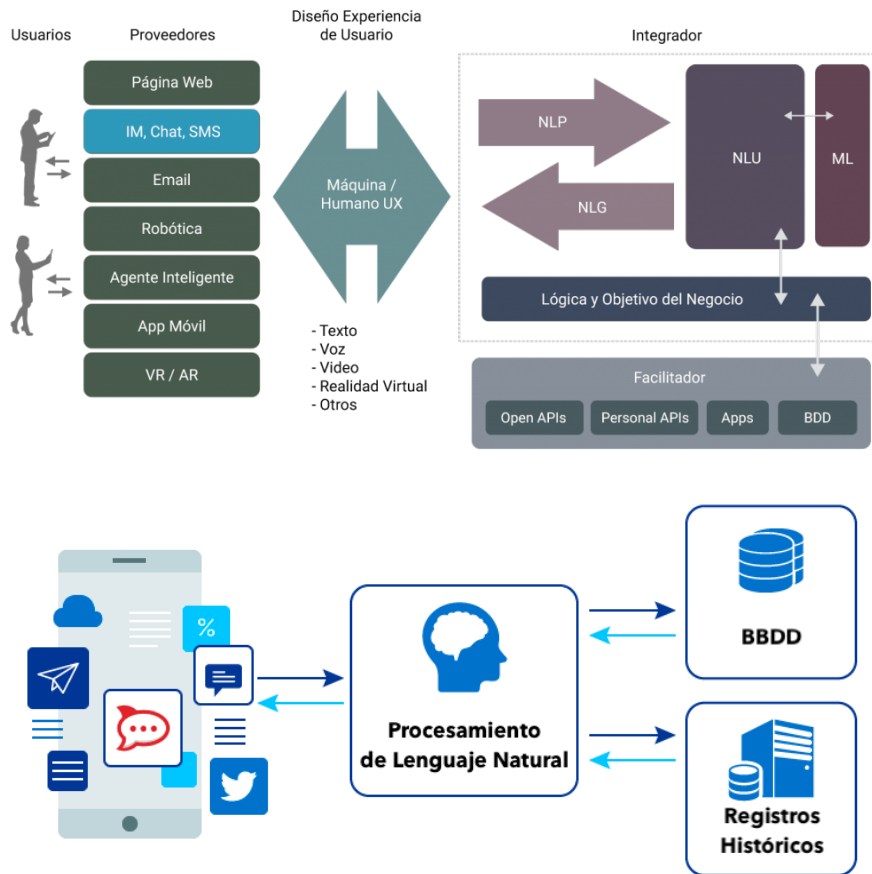 Usuarios
Proveedores
Diseño Experiencia
de Usuario
Integrador
Página Web
IM, Chat, SMS
Email
Robótica
Agente Inteligente
App Móvil
VR / AR
Máquina /
Humano UX
- Texto
- Voz
- Video
- Realidad Virtual
- Otros
NLP
NLG
NLU
ML
Lógica y Objetivo del Negocio
Facilitador
Open APIs
Personal APIs
Apps
BDD
%
Procesamiento
de Lenguaje Natural
BBDD
Registros
Históricos